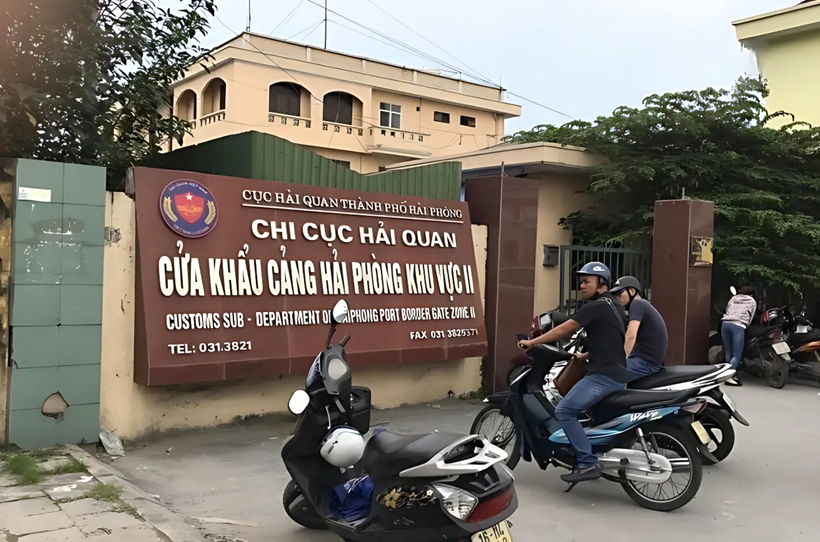 CỤC HẢI QUAN THÀNH PHỐ HẢI PHÒNG
CHI CỤC HẢI QUAN
CỬA KHẨU CẢNG HẢI PHÒNG KHU VỰC II
CUSTOMS SUB - DEPARTMENT OF HAIPHONG PORT BORDER GATE ZONE II
TEL: 031.3821
FAX 031.3825371
Wave